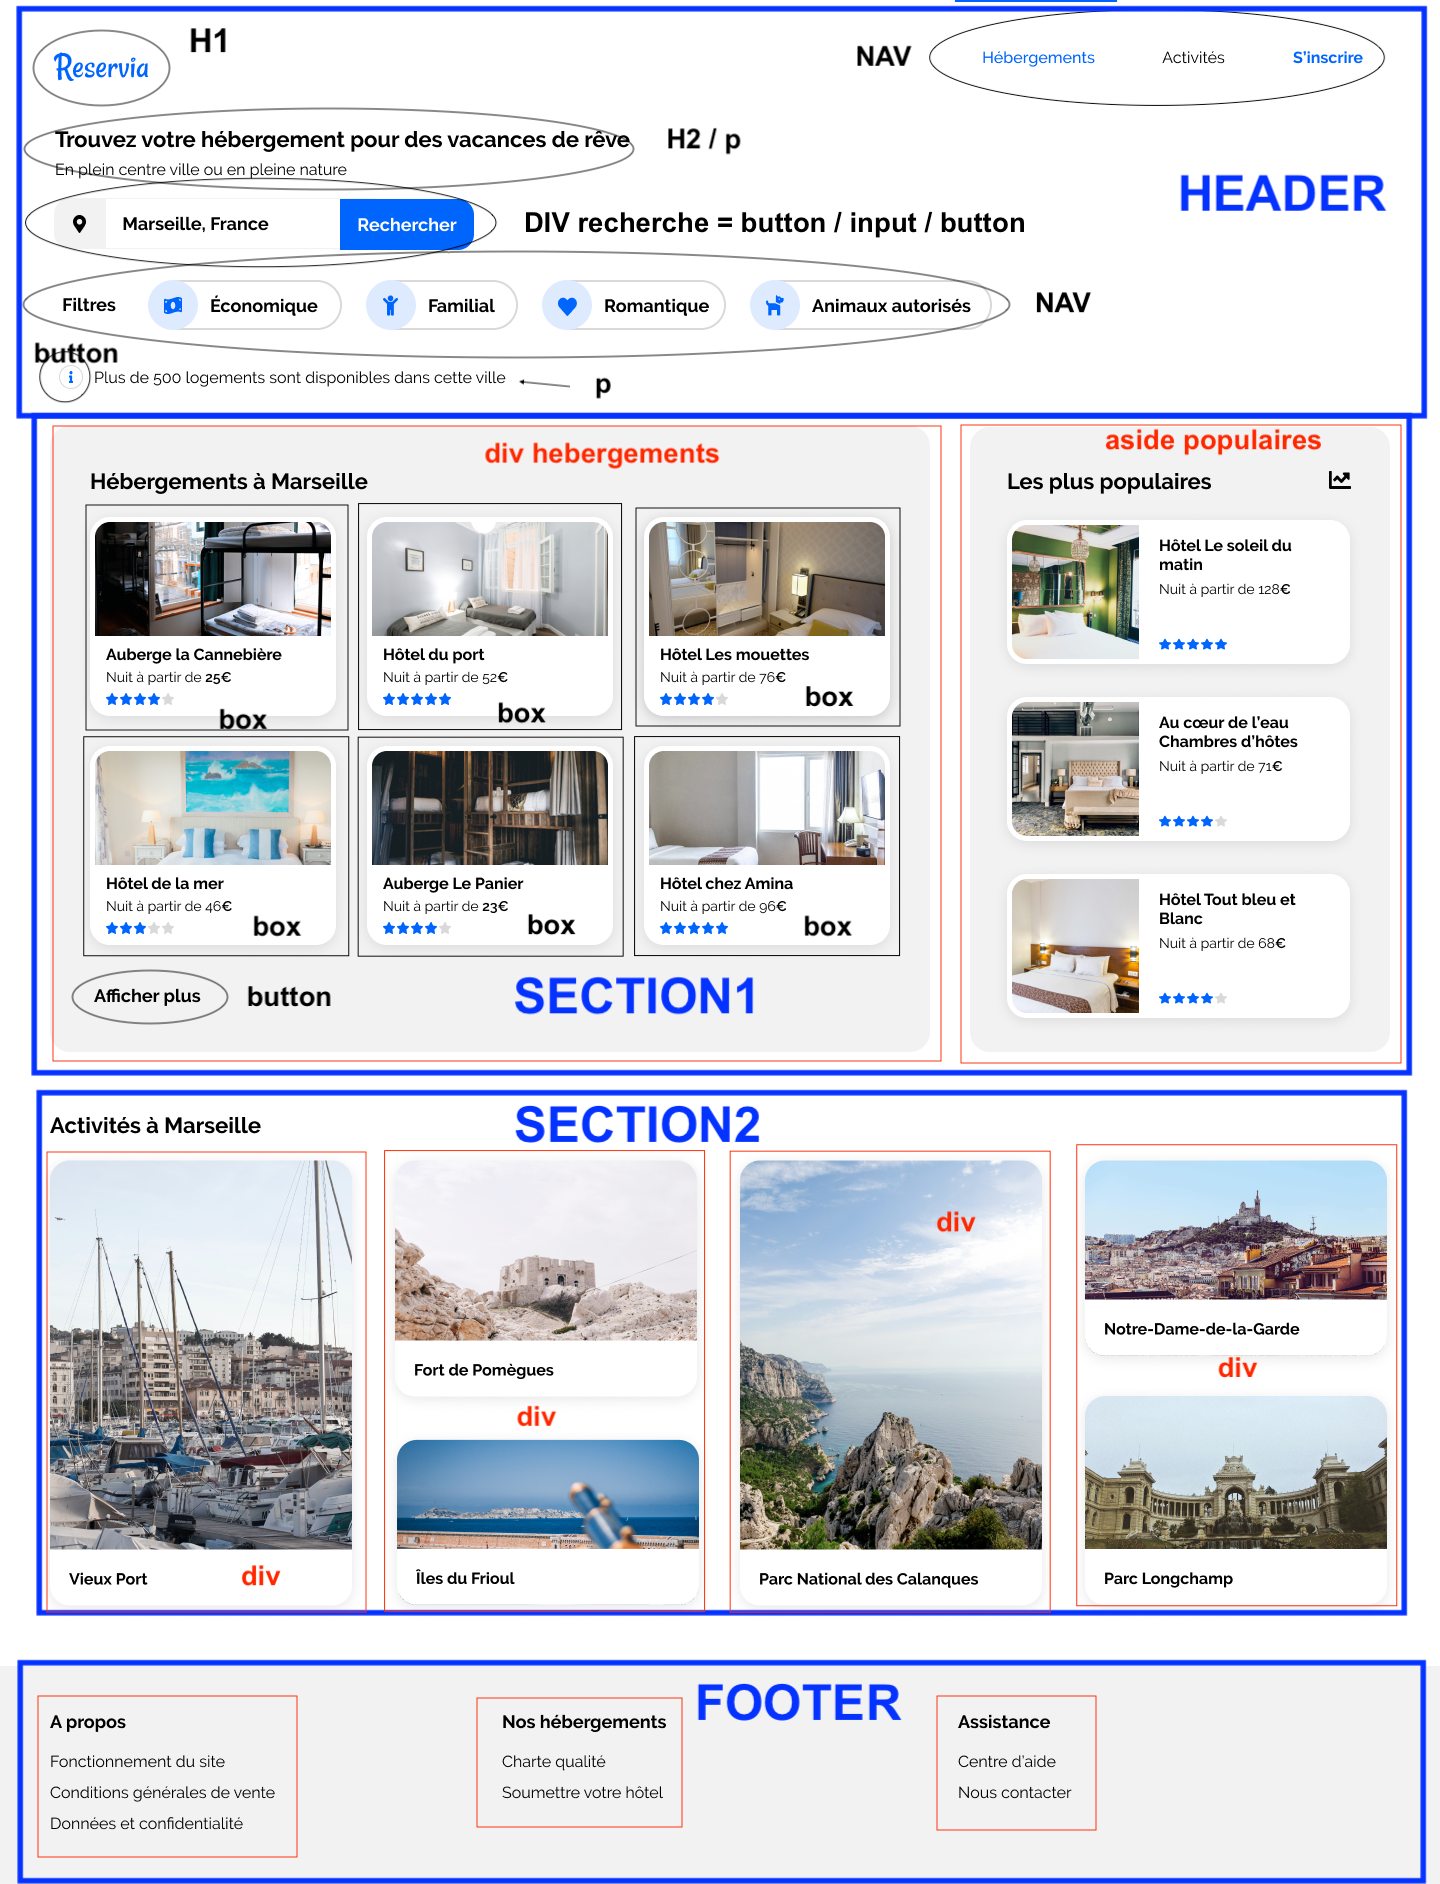 Reservia
H1
NAV
Hébergements
Activités
S'inscrire
Trouvez votre hébergement pour des vacances de rêve
H2 / p
En plein centre ville ou en pleine nature
HEADER
Marseille, France
Rechercher
DIV recherche = button / input / button
Filtres
Économique
Familial
Romantique
Animaux autorisés
NAV
button
i
Plus de 500 logements sont disponibles dans cette ville
p
div hebergements
Hébergements à Marseille
Auberge la Cannebière
Nuit à partir de 25€
box
Hôtel du port
Nuit à partir de 52€
box
Hôtel Les mouettes
Nuit à partir de 76€
box
Hôtel de la mer
Nuit à partir de 46€
box
Auberge Le Panier
Nuit à partir de 23€
box
Hôtel chez Amina
Nuit à partir de 96€
box
Afficher plus
button
SECTION1
aside populaires
Les plus populaires
Hôtel Le soleil du
matin
Nuit à partir de 128€
Au cœur de l'eau
Chambres d'hôtes
Nuit à partir de 71€
Hôtel Tout bleu et
Blanc
Nuit à partir de 68€
Activités à Marseille
SECTION2
Vieux Port
div
Fort de Pomègues
div
Îles du Frioul
div
Parc National des Calanques
Notre-Dame-de-la-Garde
div
Parc Longchamp
FOOTER
A propos
Fonctionnement du site
Conditions générales de vente
Données et confidentialité
Nos hébergements
Charte qualité
Soumettre votre hôtel
Assistance
Centre d'aide
Nous contacter